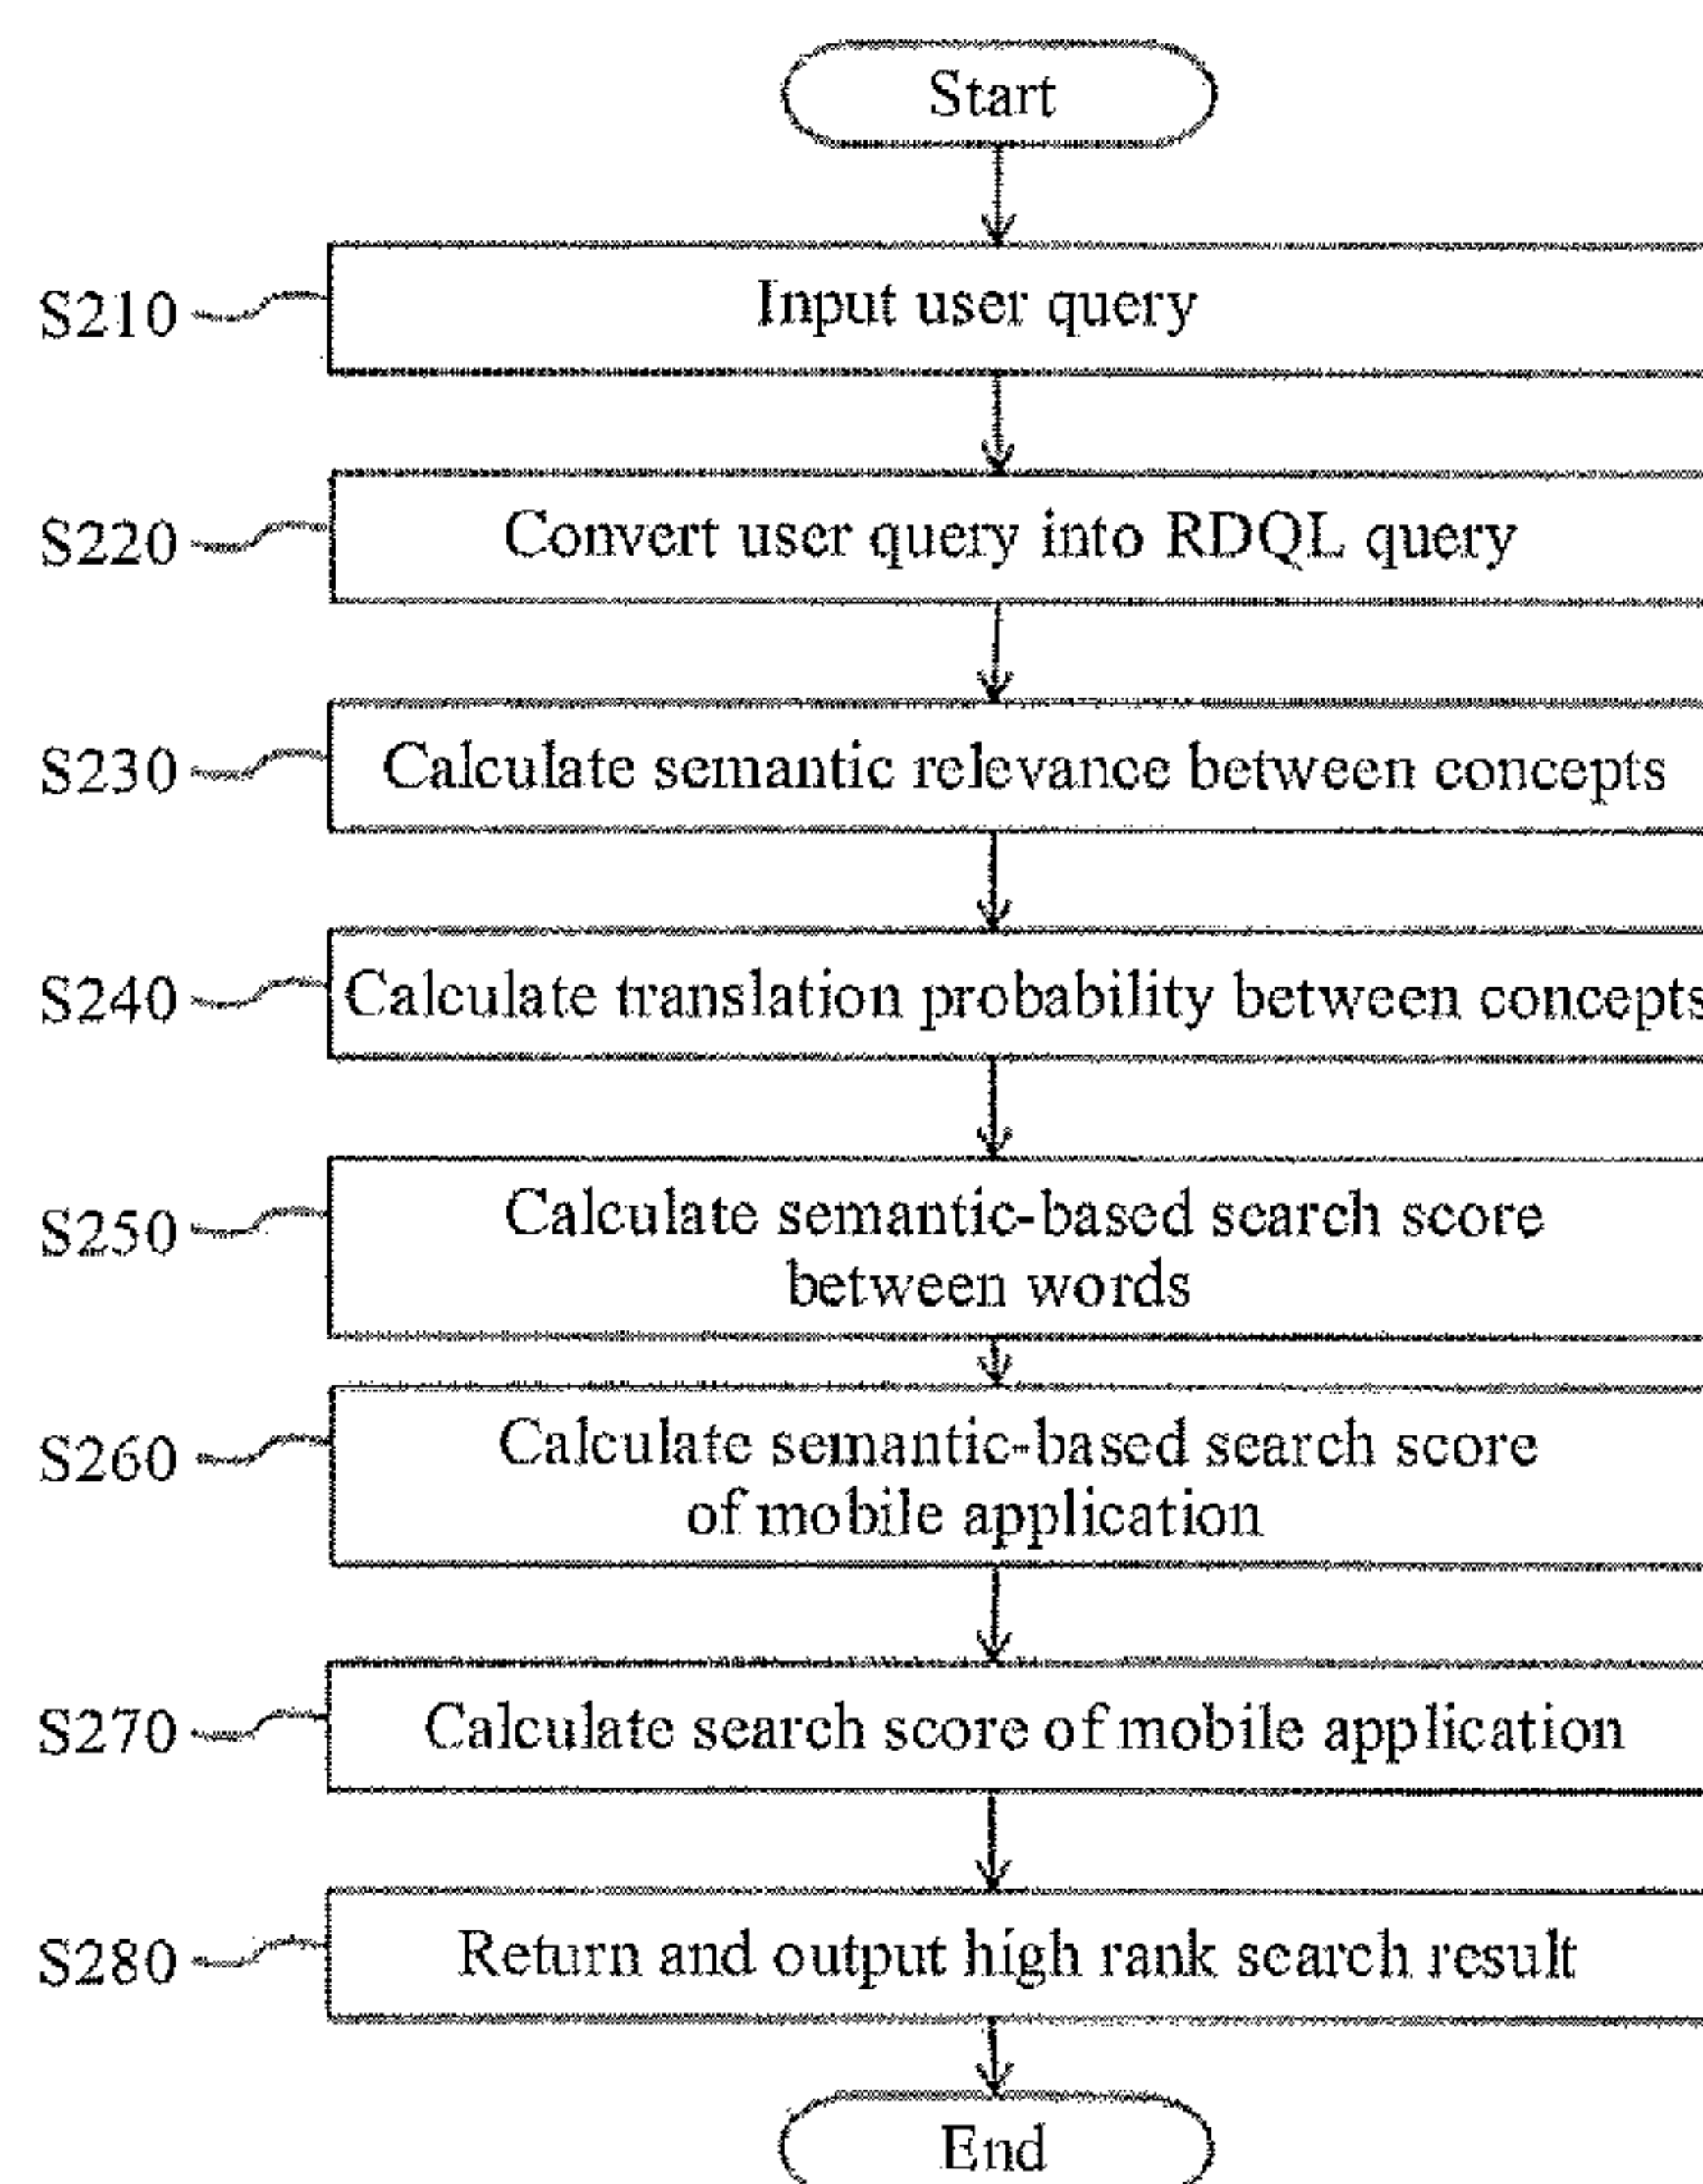 Start
S210
Input user query
S220
Convert user query into RDQL query
S230
Calculate semantic relevance between concepts
S240
Calculate translation probability between concepts
S250
Calculate semantic-based search score
between words
S260
Calculate semantic-based search score
of mobile application
S270
Calculate search score of mobile application
S280
Return and output high rank search result
End